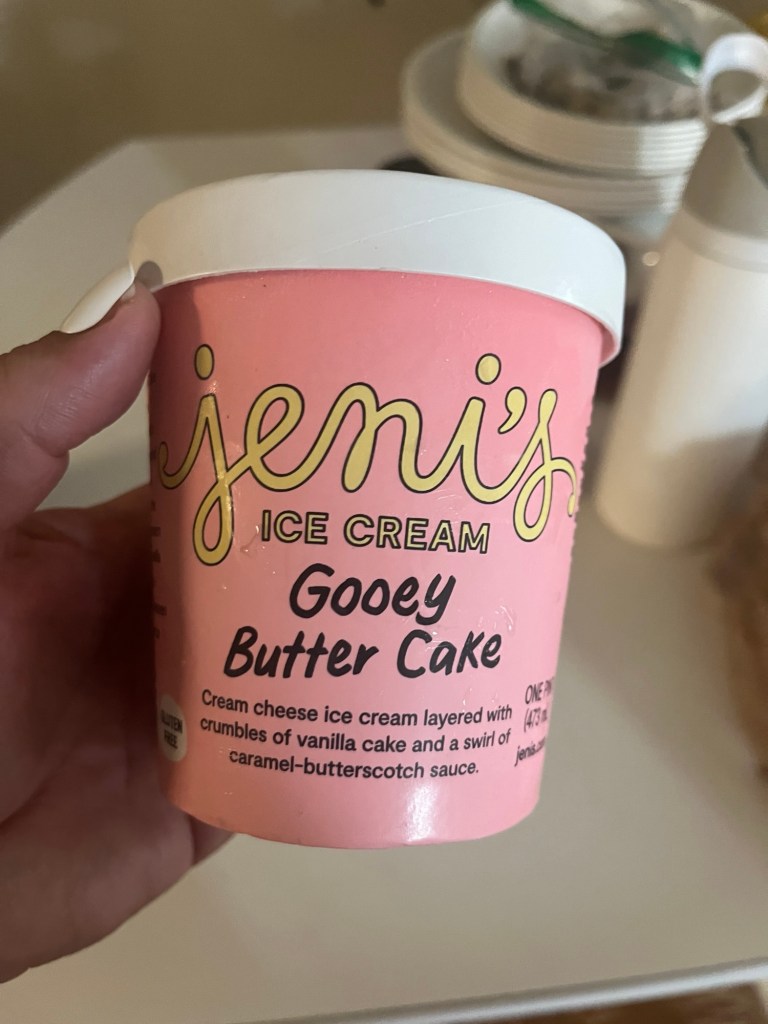 jeni's
ICE CREAM
Gooey
Butter Cake
Cream cheese ice cream layered with
crumbles of vanilla cake and a swirl of
caramel-butterscotch sauce.
ONE
(473
jenis.
GLUTEN
FREE